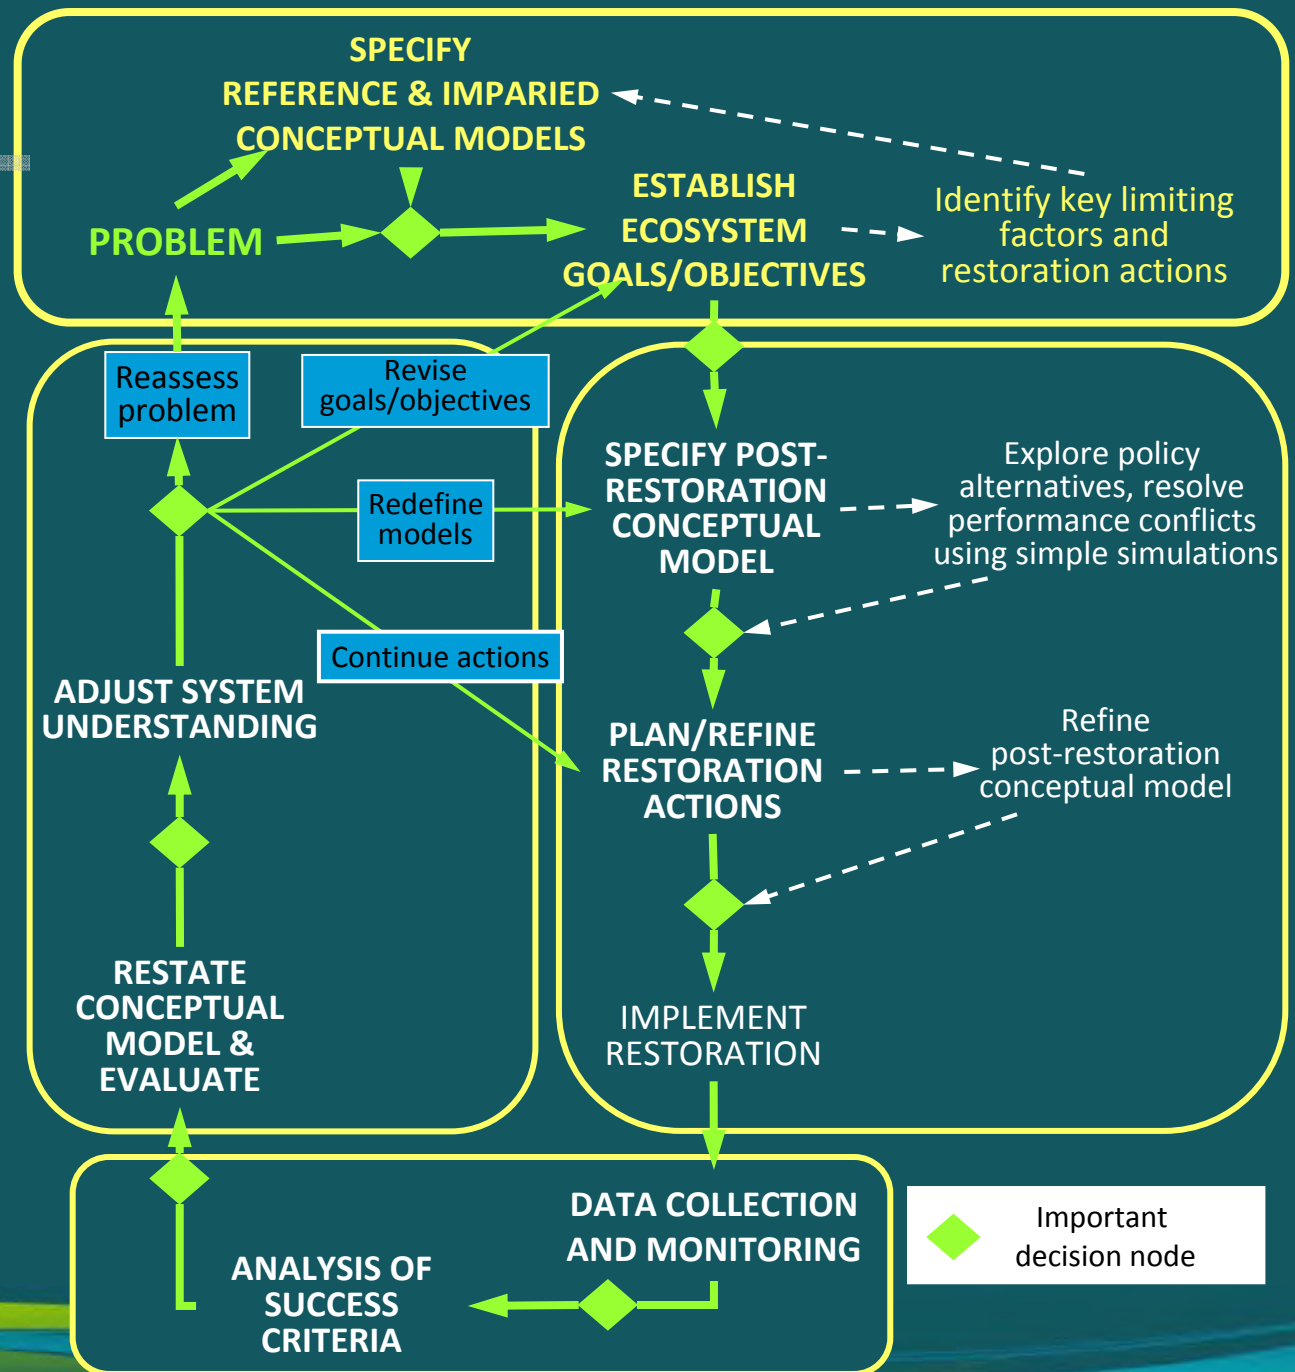 SPECIFY
REFERENCE & IMPARIED
CONCEPTUAL MODELS
PROBLEM
ESTABLISH
ECOSYSTEM
GOALS/OBJECTIVES
Identify key limiting
factors and
restoration actions
Reassess
problem
Revise
goals/objectives
Redefine
models
Continue actions
SPECIFY POST-
RESTORATION
CONCEPTUAL
MODEL
Explore policy
alternatives, resolve
performance conflicts
using simple simulations
ADJUST SYSTEM
UNDERSTANDING
PLAN/REFINE
RESTORATION
ACTIONS
Refine
post-restoration
conceptual model
RESTATE
CONCEPTUAL
MODEL &
EVALUATE
IMPLEMENT
RESTORATION
DATA COLLECTION
AND MONITORING
ANALYSIS OF
SUCCESS
CRITERIA
Important
decision node